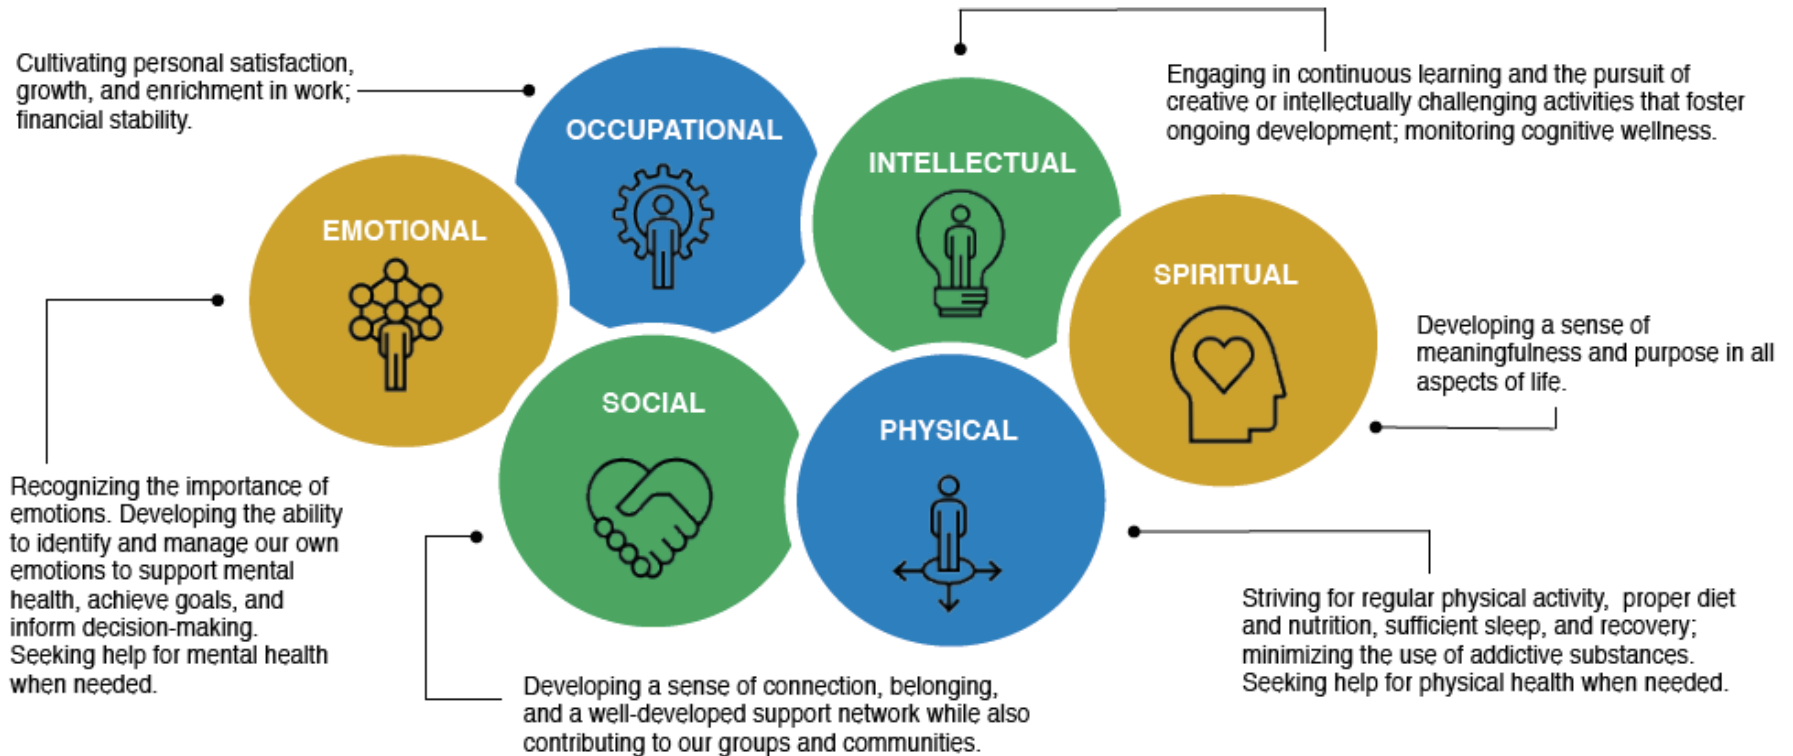 Cultivating personal satisfaction,
growth, and enrichment in work;
financial stability.
OCCUPATIONAL
Engaging in continuous learning and the pursuit of
creative or intellectually challenging activities that foster
ongoing development; monitoring cognitive wellness.
INTELLECTUAL
EMOTIONAL
Recognizing the importance of
emotions. Developing the ability
to identify and manage our own
emotions to support mental
health, achieve goals, and
inform decision-making.
Seeking help for mental health
when needed.
SPIRITUAL
Developing a sense of
meaningfulness and purpose in all
aspects of life.
SOCIAL
Developing a sense of connection, belonging,
and a well-developed support network while also
contributing to our groups and communities.
PHYSICAL
Striving for regular physical activity,  proper diet
and nutrition, sufficient sleep, and recovery;
minimizing the use of addictive substances.
Seeking help for physical health when needed.